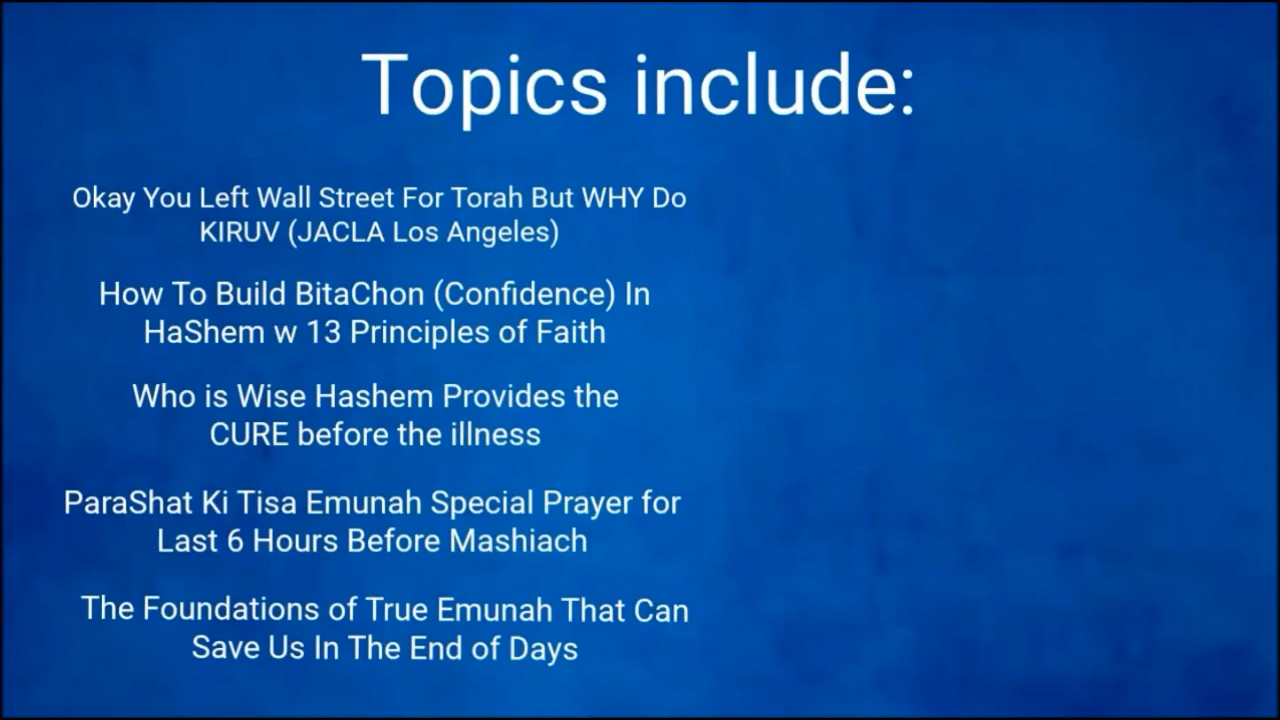 Topics include:
Okay You Left Wall Street For Torah But WHY Do
KIRUV (JACLA Los Angeles)
How To Build BitaChon (Confidence) In
HaShem w 13 Principles of Faith
Who is Wise Hashem Provides the
CURE before the illness
ParaShat Ki Tisa Emunah Special Prayer for
Last 6 Hours Before Mashiach
The Foundations of True Emunah That Can
Save Us In The End of Days